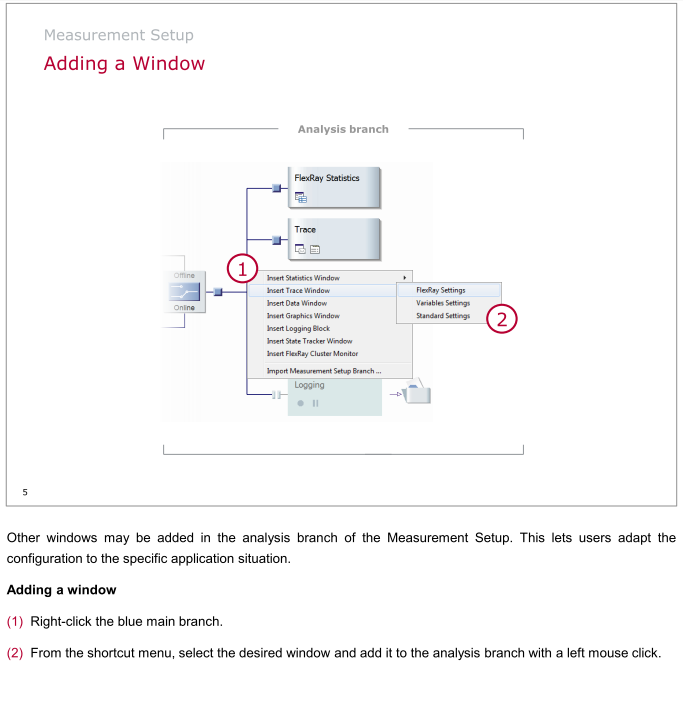 Measurement Setup
Adding a Window
Analysis branch
FlexRay Statistics
Trace
1
Offline
Online
Insert Statistics Window
Insert Trace Window
Insert Data Window
Insert Graphics Window
Insert Logging Block
Insert State Tracker Window
Insert FlexRay Cluster Monitor
Import Measurement Setup Branch ...
FlexRay Settings
Variables Settings
Standard Settings
2
Logging
5
Other windows may be added in the analysis branch of the Measurement Setup. This lets users adapt the
configuration to the specific application situation.
Adding a window
(1) Right-click the blue main branch.
(2) From the shortcut menu, select the desired window and add it to the analysis branch with a left mouse click.